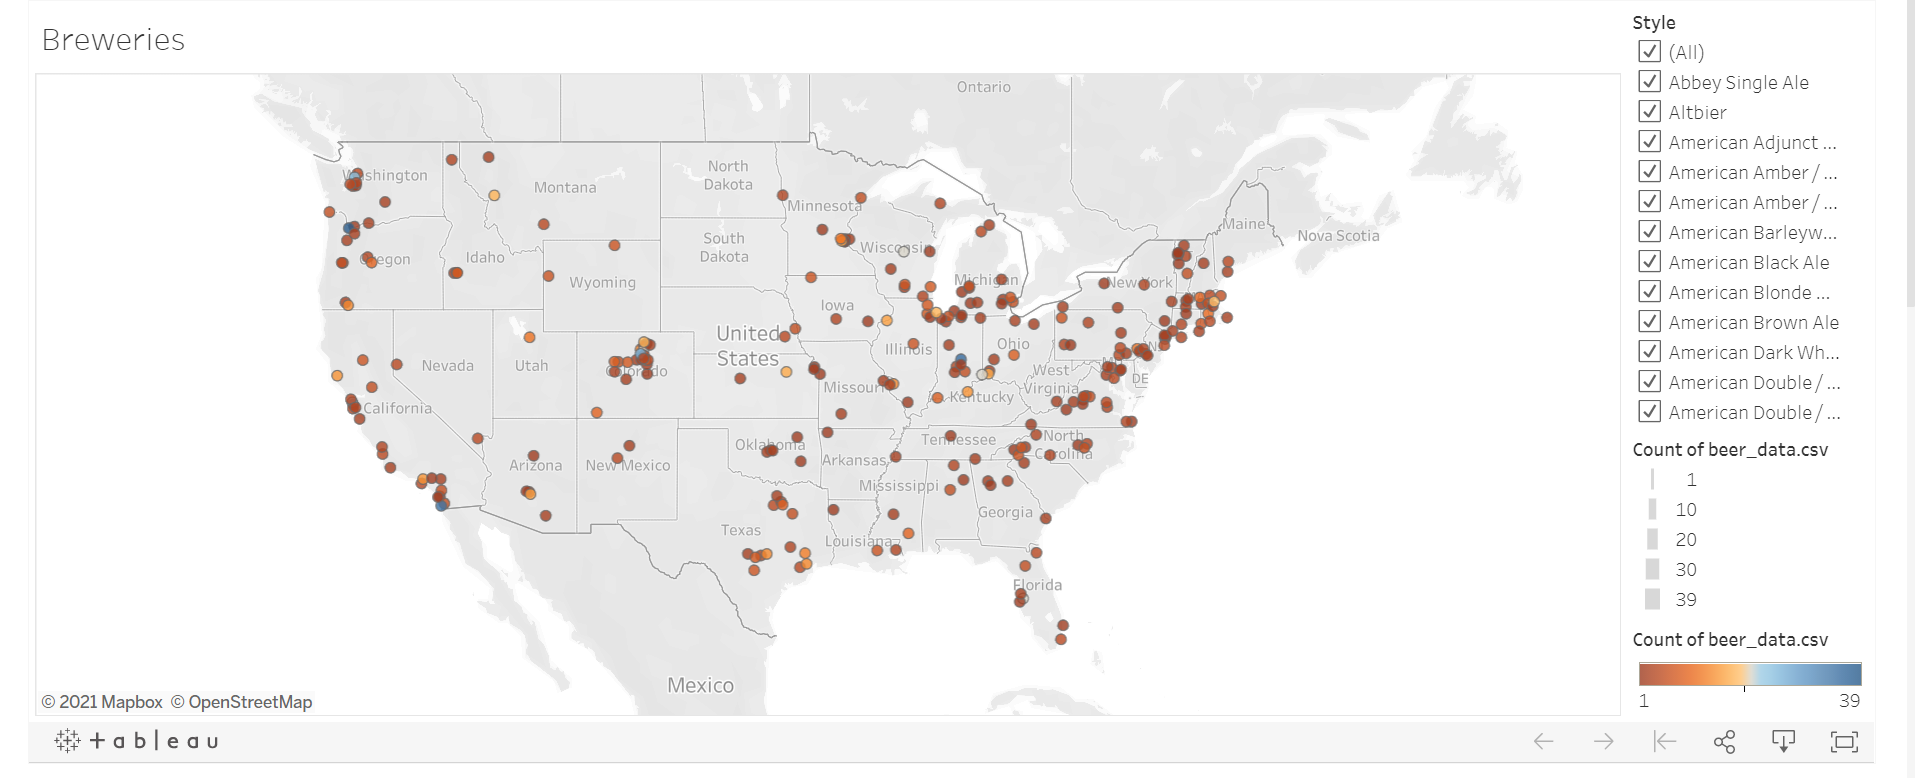 Breweries
Ontario
Washington
North
Dakota
Montana
Minnesota
Maine
Nova Scotia
South
Dakota
Wisconsin
Oregon
Idaho
Wyoming
Michigan
New York
Iowa
United
States
Illinois
Ohio
Nevada
Utah
Colorado
West
Virginia
DE
Missouri
Kentucky
California
Oklahoma
Tennessee
North
Carolina
Arizona
New Mexico
Arkansas
Mississippi
Georgia
Texas
Louisiana
Florida
Mexico
© 2021 Mapbox © OpenStreetMap
Style
(All)
Abbey Single Ale
Altbier
American Adjunct ...
American Amber / ...
American Amber / ...
American Barleyw...
American Black Ale
American Blonde ...
American Brown Ale
American Dark Wh...
American Double / ...
American Double / ...
Count of beer_data.csv
1
10
20
30
39
Count of beer_data.csv
1 39
+ a b | e a u